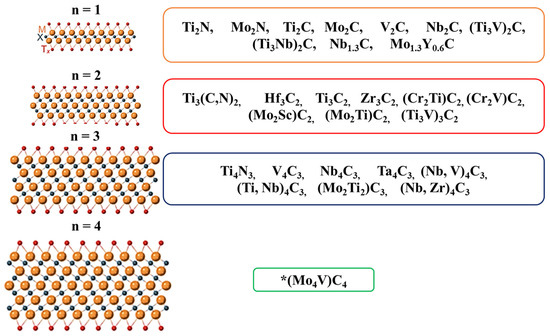 n = 1
M
X
Tₓ
Ti₂N, Mo₂N, Ti₂C, Mo₂C, V₂C, Nb₂C, (Ti₃V)₂C,
(Ti₃Nb)₂C, Nb₁.₃C, Mo₁.₃Y₀.₆C
n = 2
Ti₃(C,N)₂, Hf₃C₂, Ti₃C₂, Zr₃C₂, (Cr₂Ti)C₂, (Cr₂V)C₂,
(Mo₂Sc)C₂, (Mo₂Ti)C₂, (Ti₃V)₃C₂
n = 3
Ti₄N₃, V₄C₃, Nb₄C₃, Ta₄C₃, (Nb, V)₄C₃,
(Ti, Nb)₄C₃, (Mo₂Ti₂)C₃, (Nb, Zr)₄C₃
n = 4
*(Mo₄V)C₄